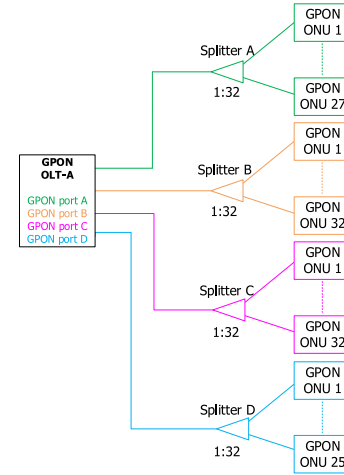 GPON
ONU 1
Splitter A
1:32
GPON
ONU 27
GPON
ONU 1
Splitter B
1:32
GPON
ONU 32
GPON
OLT-A
GPON port A
GPON port B
GPON port C
GPON port D
GPON
ONU 1
Splitter C
1:32
GPON
ONU 32
GPON
ONU 1
Splitter D
1:32
GPON
ONU 25